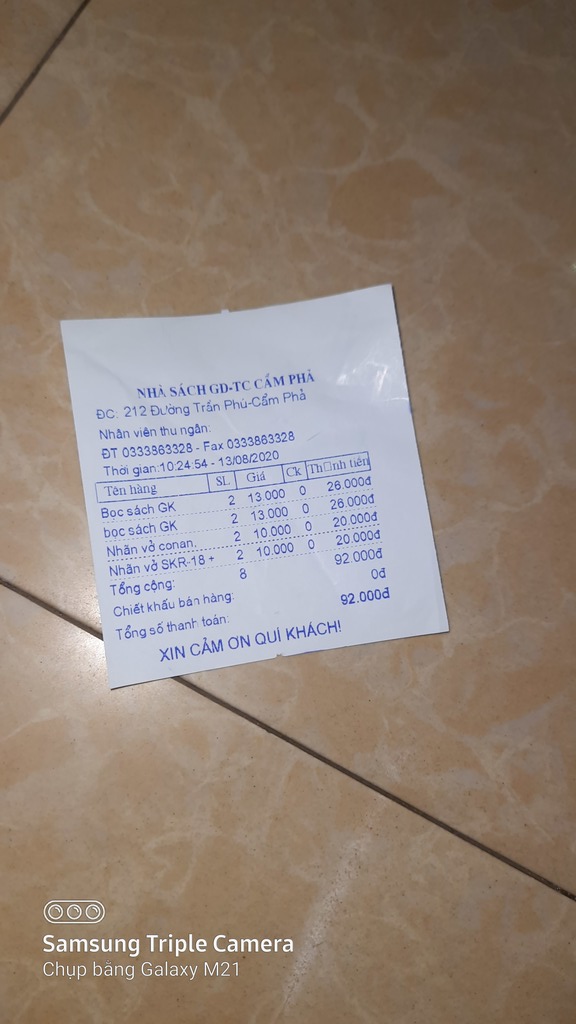 NHÀ SÁCH GD-TC CẨM PHẢ
ĐC: 212 Đường Trần Phú-Cẩm Phả
Nhân viên thu ngân:
ĐT 0333863328 - Fax 0333863328
Thời gian:10:24:54 - 13/08/2020
Tên hàng SL Giá Ck Th□nh tiền
Bọc sách GK 2 13.000 0 26.000đ
bọc sách GK 2 13.000 0 26.000đ
Nhãn vở conan. 2 10.000 0 20.000đ
Nhãn vở SKR-18 + 2 10.000 0 20.000đ
Tổng cộng: 8 92.000đ
Chiết khấu bán hàng: 0đ
Tổng số thanh toán: 92.000đ
XIN CẢM ƠN QUÍ KHÁCH!
Samsung Triple Camera
Chụp bằng Galaxy M21